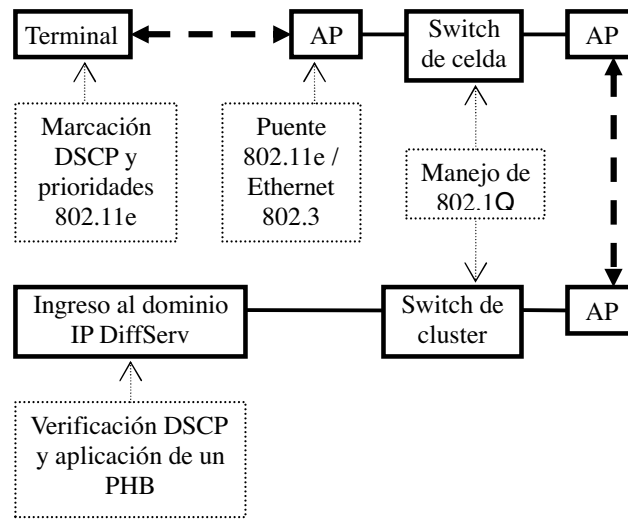 Terminal
AP
Switch
de celda
AP
Marcación
DSCP y
prioridades
802.11e
Puente
802.11e /
Ethernet
802.3
Manejo de
802.1Q
Ingreso al dominio
IP DiffServ
Switch de
cluster
AP
Verificación DSCP
y aplicación de un
PHB